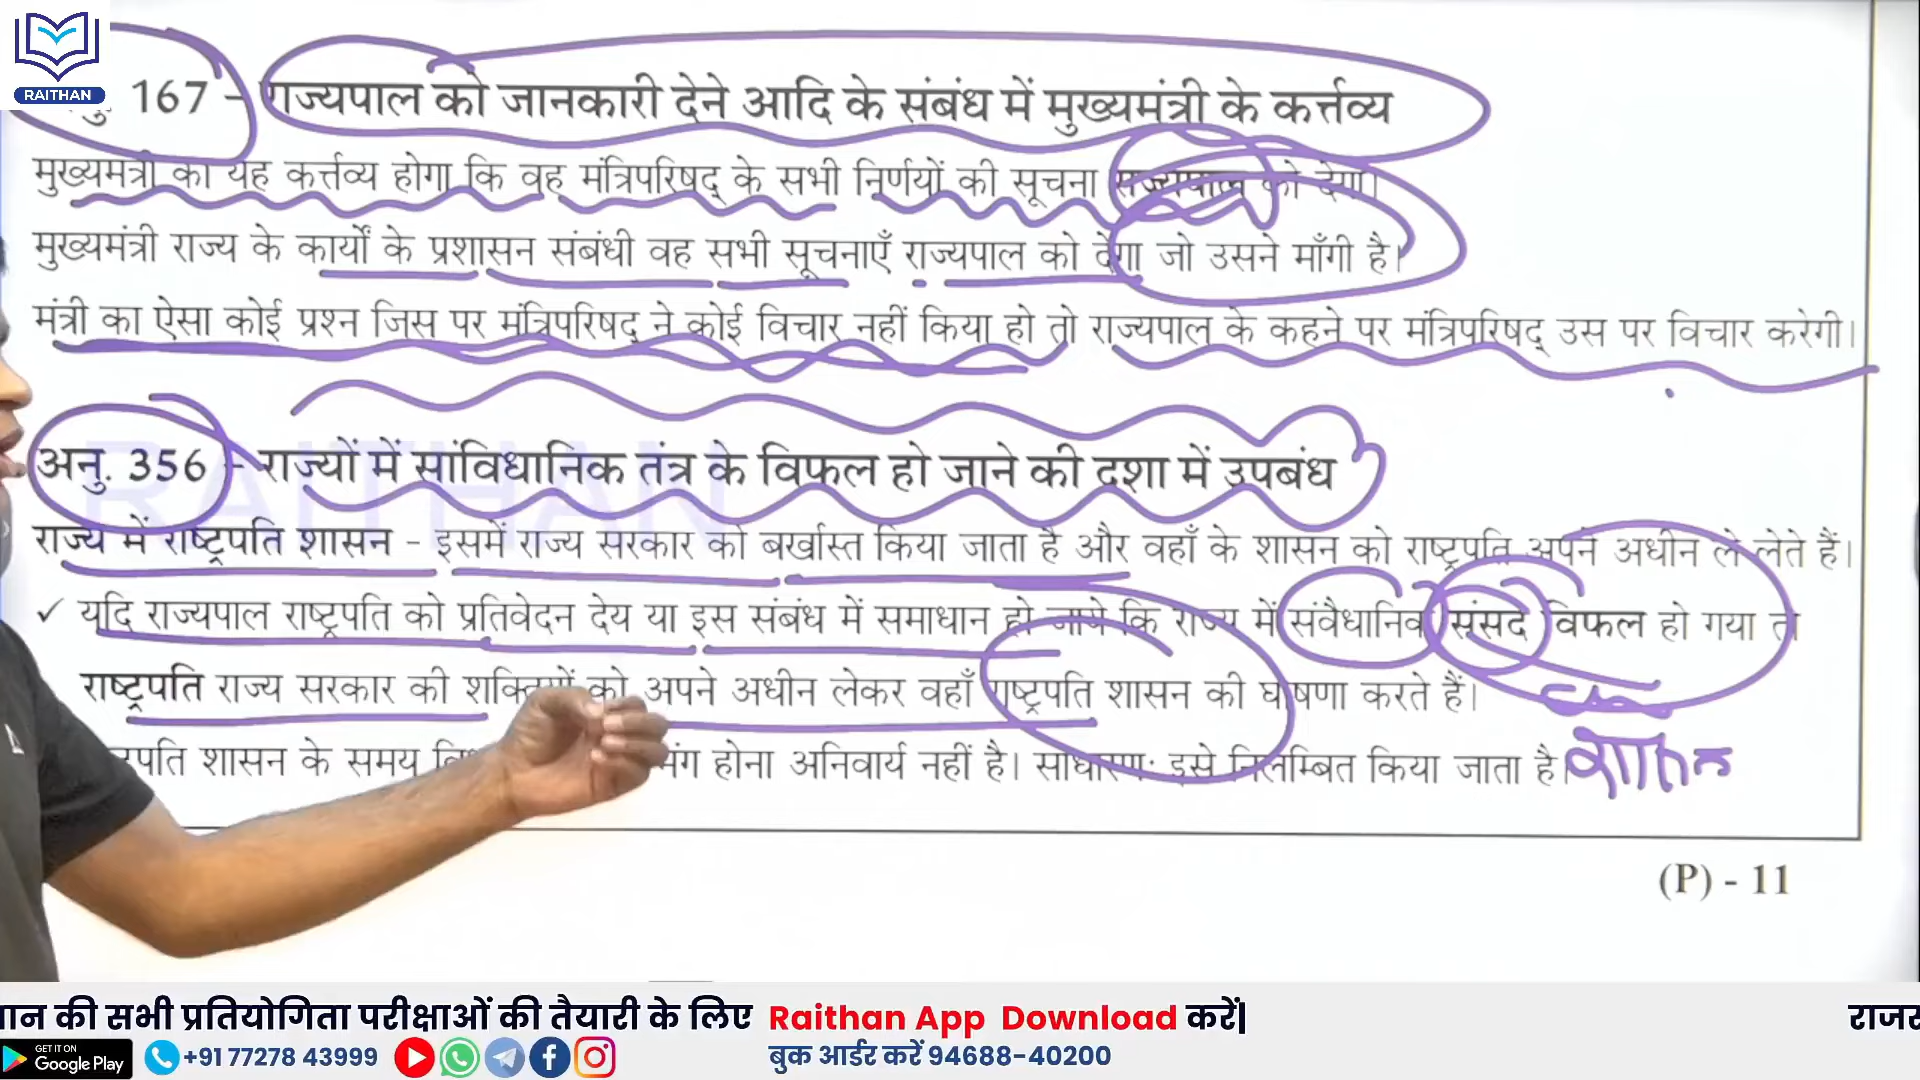 RAITHAN
167 - राज्यपाल को जानकारी देने आदि के संबंध में मुख्यमंत्री के कर्त्तव्य
मुख्यमंत्री का यह कर्त्तव्य होगा कि वह मंत्रिपरिषद् के सभी निर्णयों की सूचना राज्यपाल को देगा।
मुख्यमंत्री राज्य के कार्यों के प्रशासन संबंधी वह सभी सूचनाएँ राज्यपाल को देगा जो उसने माँगी है।
मंत्री का ऐसा कोई प्रश्न जिस पर मंत्रिपरिषद् ने कोई विचार नहीं किया हो तो राज्यपाल के कहने पर मंत्रिपरिषद् उस पर विचार करेगी।
अनु. 356 - राज्यों में सांविधानिक तंत्र के विफल हो जाने की दशा में उपबंध
राज्य में राष्ट्रपति शासन - इसमें राज्य सरकार को बर्खास्त किया जाता है और वहाँ के शासन को राष्ट्रपति अपने अधीन ले लेते हैं।
✓ यदि राज्यपाल राष्ट्रपति को प्रतिवेदन देय या इस संबंध में समाधान हो जाये कि राज्य में संवैधानिक संसद विफल हो गया तो
राष्ट्रपति राज्य सरकार की शक्तियों को अपने अधीन लेकर वहाँ राष्ट्रपति शासन की घोषणा करते हैं।
शासन के समय होना अनिवार्य नहीं है। साधारण: इसे निलम्बित किया जाता है।
(P) - 11
की सभी प्रतियोगिता परीक्षाओं की तैयारी के लिए Raithan App Download करें|
GET IT ON Google Play +91 77278 43999 बुक आर्डर करें 94688-40200